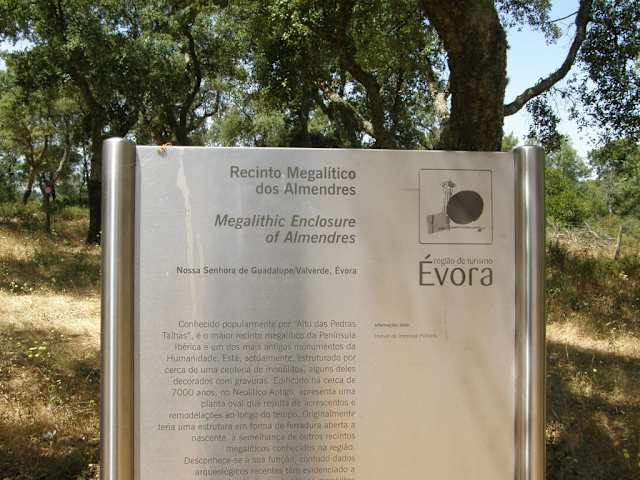 Recinto Megalítico
dos Almendres
Megalithic Enclosure
of Almendres
Nossa Senhora de Guadalupe/Valverde, Évora
Conhecido popularmente por "Alto das Pedras
Talhas", é o maior recinto megalítico da Península
Ibérica e um dos mais antigos monumentos da
Humanidade. Está, actualmente, estruturado por
cerca de uma centena de monólitos, alguns deles
decorados com gravuras. Edificado há cerca de
7000 anos, no Neolítico Antigo, apresenta uma
planta oval que resulta de acrescentos e
remodelações ao longo do tempo. Originalmente
teria uma estrutura em forma de ferradura aberta a
nascente, à semelhança de outros recintos
megalíticos conhecidos na região.
Desconhece-se a sua função, contudo dados
arqueológicos recentes têm evidenciado a
região de turismo
Évora